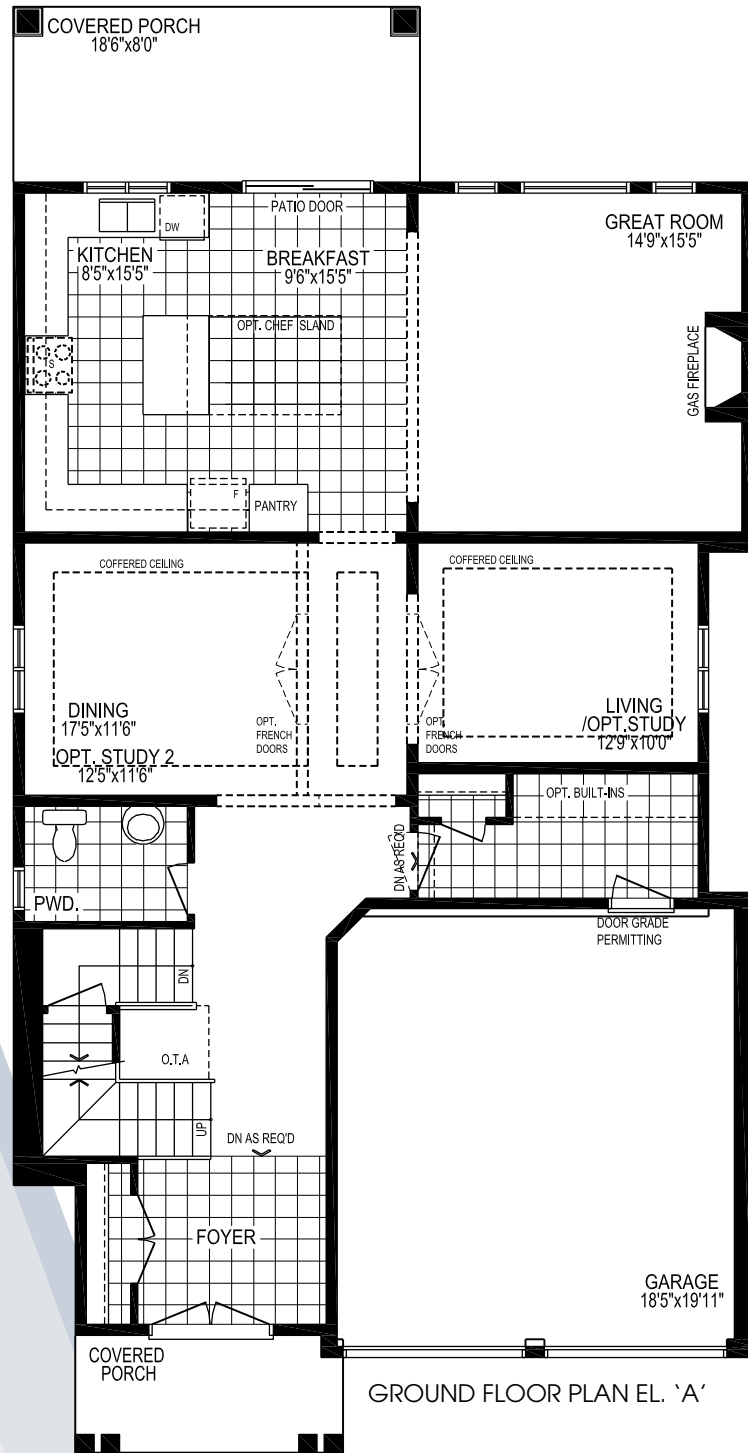 COVERED PORCH
18'6"x8'0"
PATIO DOOR
DW
KITCHEN
8'5"x15'5"
BREAKFAST
9'6"x15'5"
GREAT ROOM
14'9"x15'5"
OPT. CHEF SLAND
S
GAS FIREPLACE
F
PANTRY
COFFERED CEILING
COFFERED CEILING
DINING
17'5"x11'6"
OPT. STUDY 2
12'5"x11'6"
OPT.
FRENCH
DOORS
OPT.
FRENCH
DOORS
LIVING
/OPT.STUDY
12'9"x10'0"
OPT. BUILT-INS
DN AS REQ'D
PWD.
DOOR GRADE
PERMITTING
DN
O.T.A
UP
DN AS REQ'D
FOYER
GARAGE
18'5"x19'11"
COVERED
PORCH
GROUND FLOOR PLAN EL. ‘A’